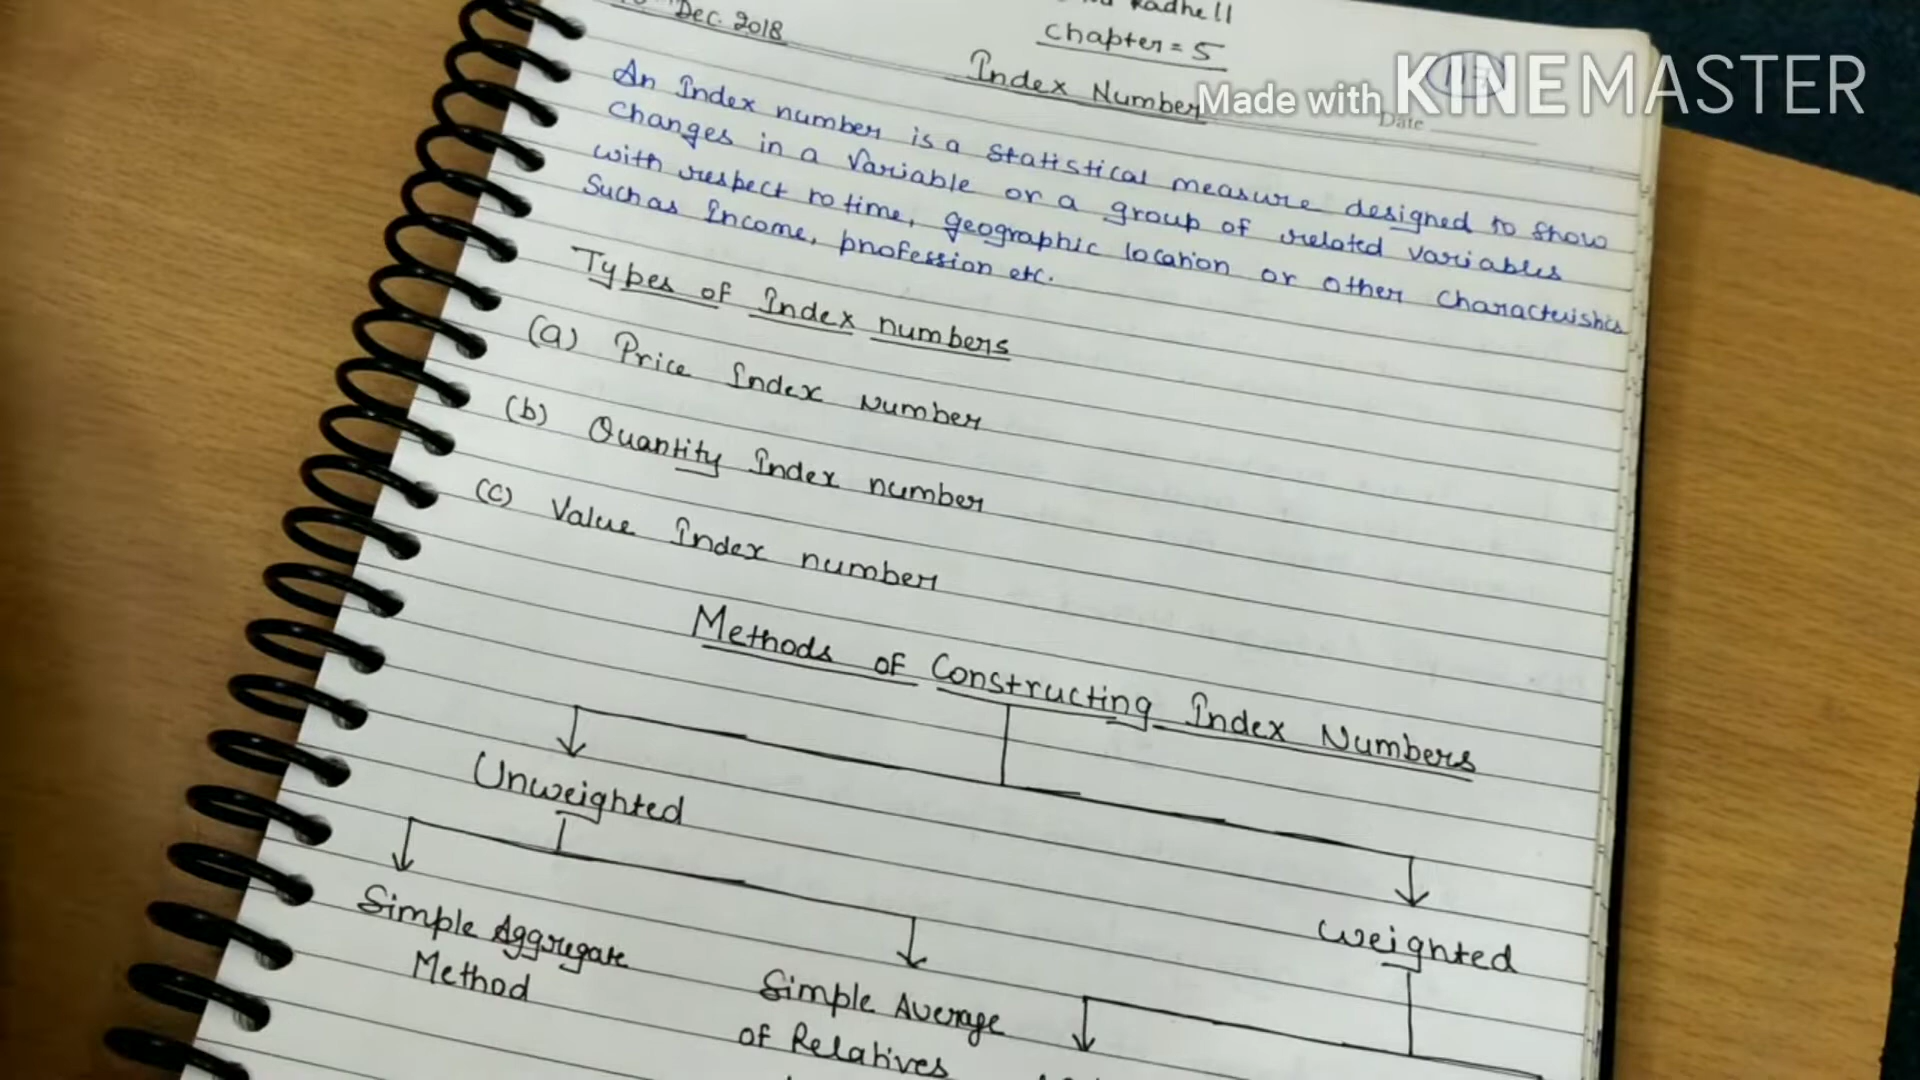 Dec. 2018
Chapter = 5
Index Number
Made with KINEMASTER
Date
An Index number is a statistical measure designed to show
changes in a variable or a group of related variables
with respect to time, geographic location or other characteristics
Such as Income, profession etc.
Types of Index numbers
(a) Price Index Number
(b) Quantity Index number
(c) Value Index number
Methods of Constructing Index Numbers
Unweighted
Weighted
Simple Aggregate
Method
Simple Average
of Relatives